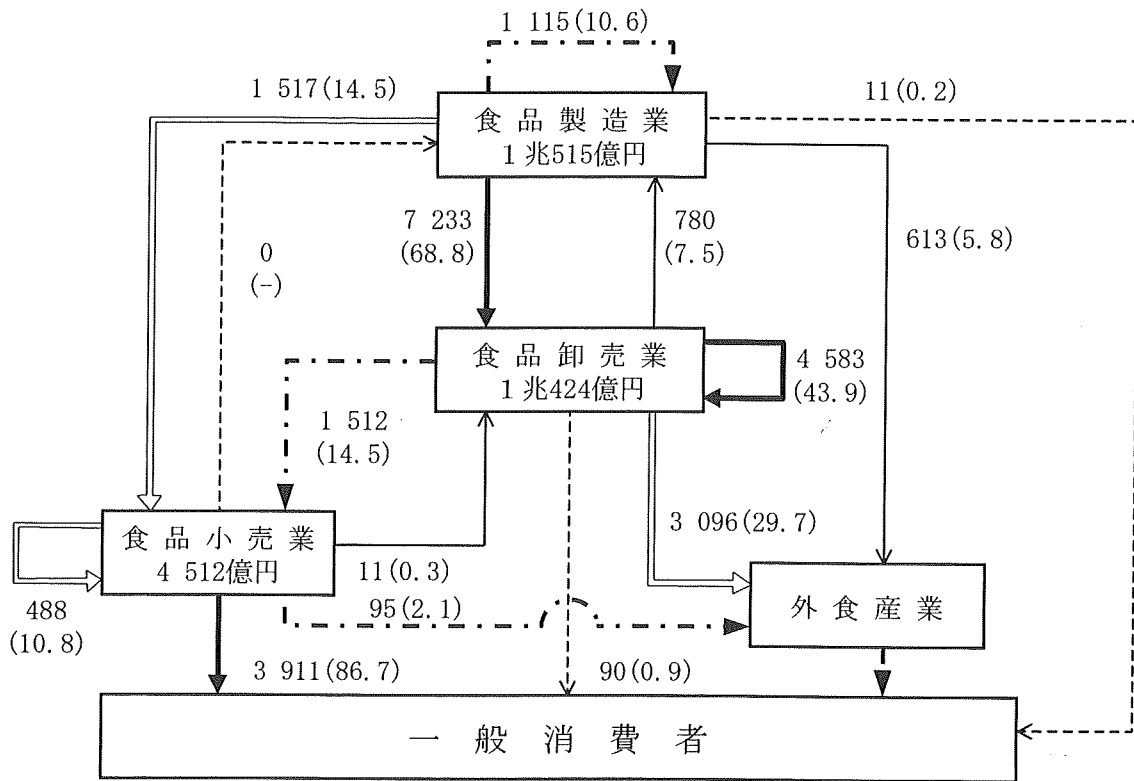 1 115(10.6)
1 517(14.5)
11(0.2)
食品製造業
1兆515億円
7 233
(68.8)
780
(7.5)
613(5.8)
0
(-)
食品卸売業
1兆424億円
4 583
(43.9)
1 512
(14.5)
3 096(29.7)
食品小売業
4 512億円
11(0.3)
95(2.1)
488
(10.8)
外食産業
3 911(86.7)
90(0.9)
一般消費者